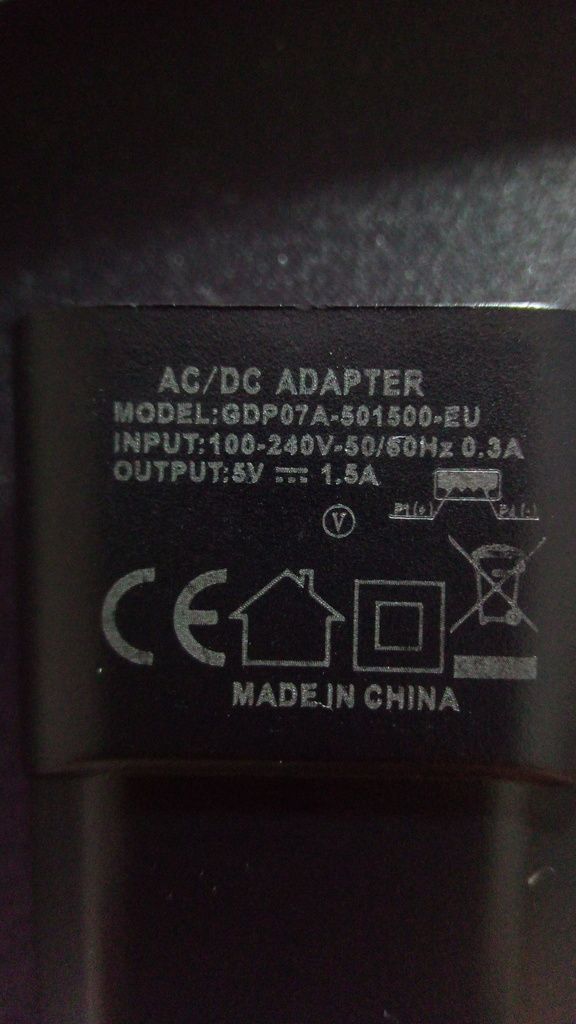 AC/DC ADAPTER
MODEL:GDP07A-501500-EU
INPUT:100-240V-50/60Hz 0.3A
OUTPUT:5V ⎓ 1.5A
P1(+) P4(-)
V
CE
MADE IN CHINA